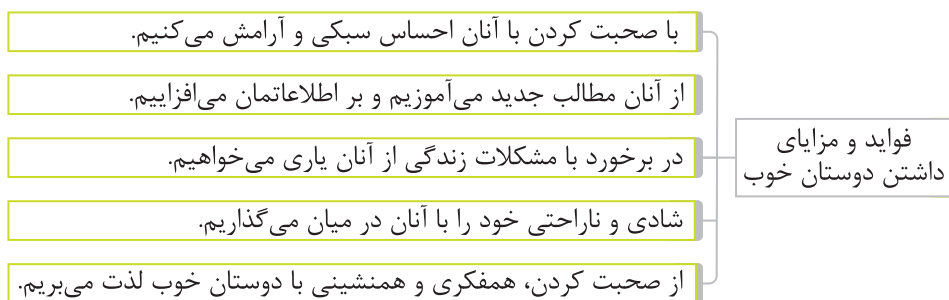 فواید و مزایای
داشتن دوستان خوب
با صحبت کردن با آنان احساس سبکی و آرامش می‌کنیم.
از آنان مطالب جدید می‌آموزیم و بر اطلاعاتمان می‌افزاییم.
در برخورد با مشکلات زندگی از آنان یاری می‌خواهیم.
شادی و ناراحتی خود را با آنان در میان می‌گذاریم.
از صحبت کردن، همفکری و همنشینی با دوستان خوب لذت می‌بریم.